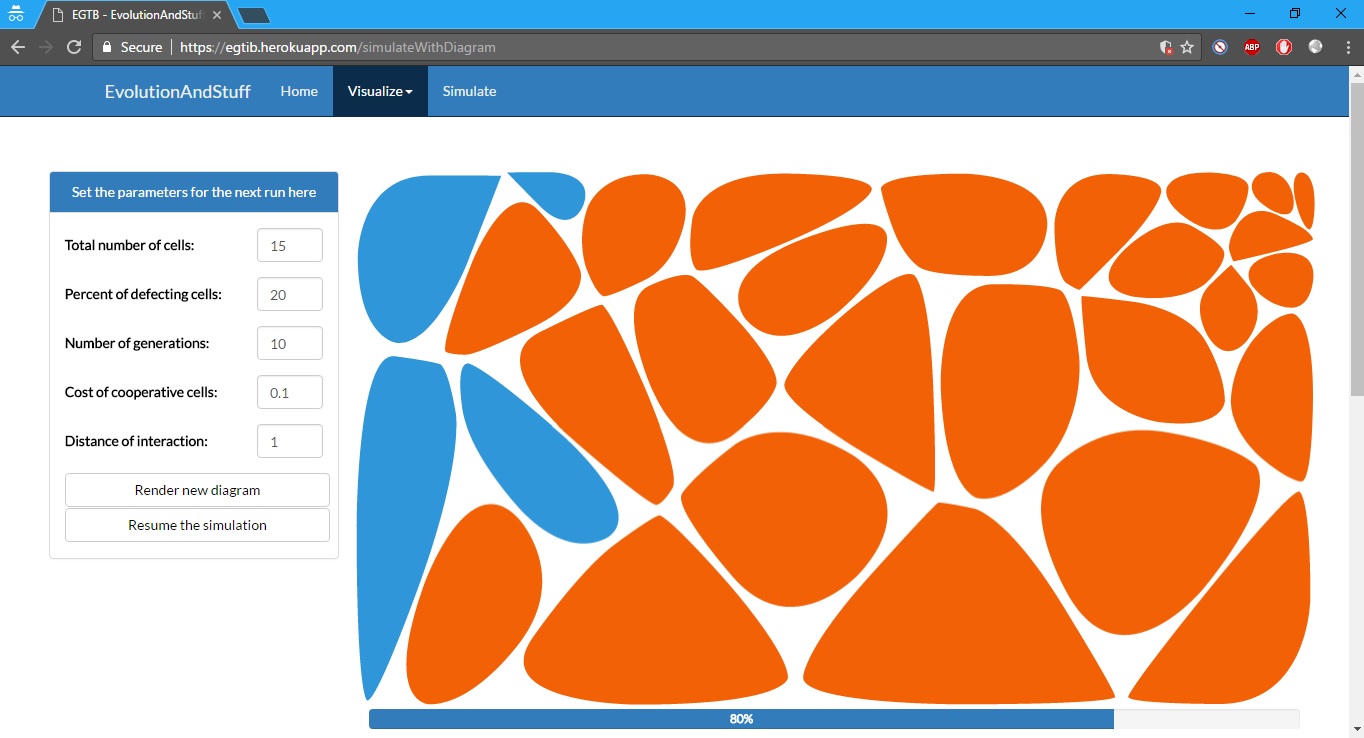 EGTB - EvolutionAndStuf
Secure https://egtib.herokuapp.com/simulateWithDiagram
ABP
EvolutionAndStuff Home Visualize Simulate
Set the parameters for the next run here
Total number of cells: 15
Percent of defecting cells: 20
Number of generations: 10
Cost of cooperative cells: 0.1
Distance of interaction: 1
Render new diagram
Resume the simulation
80%